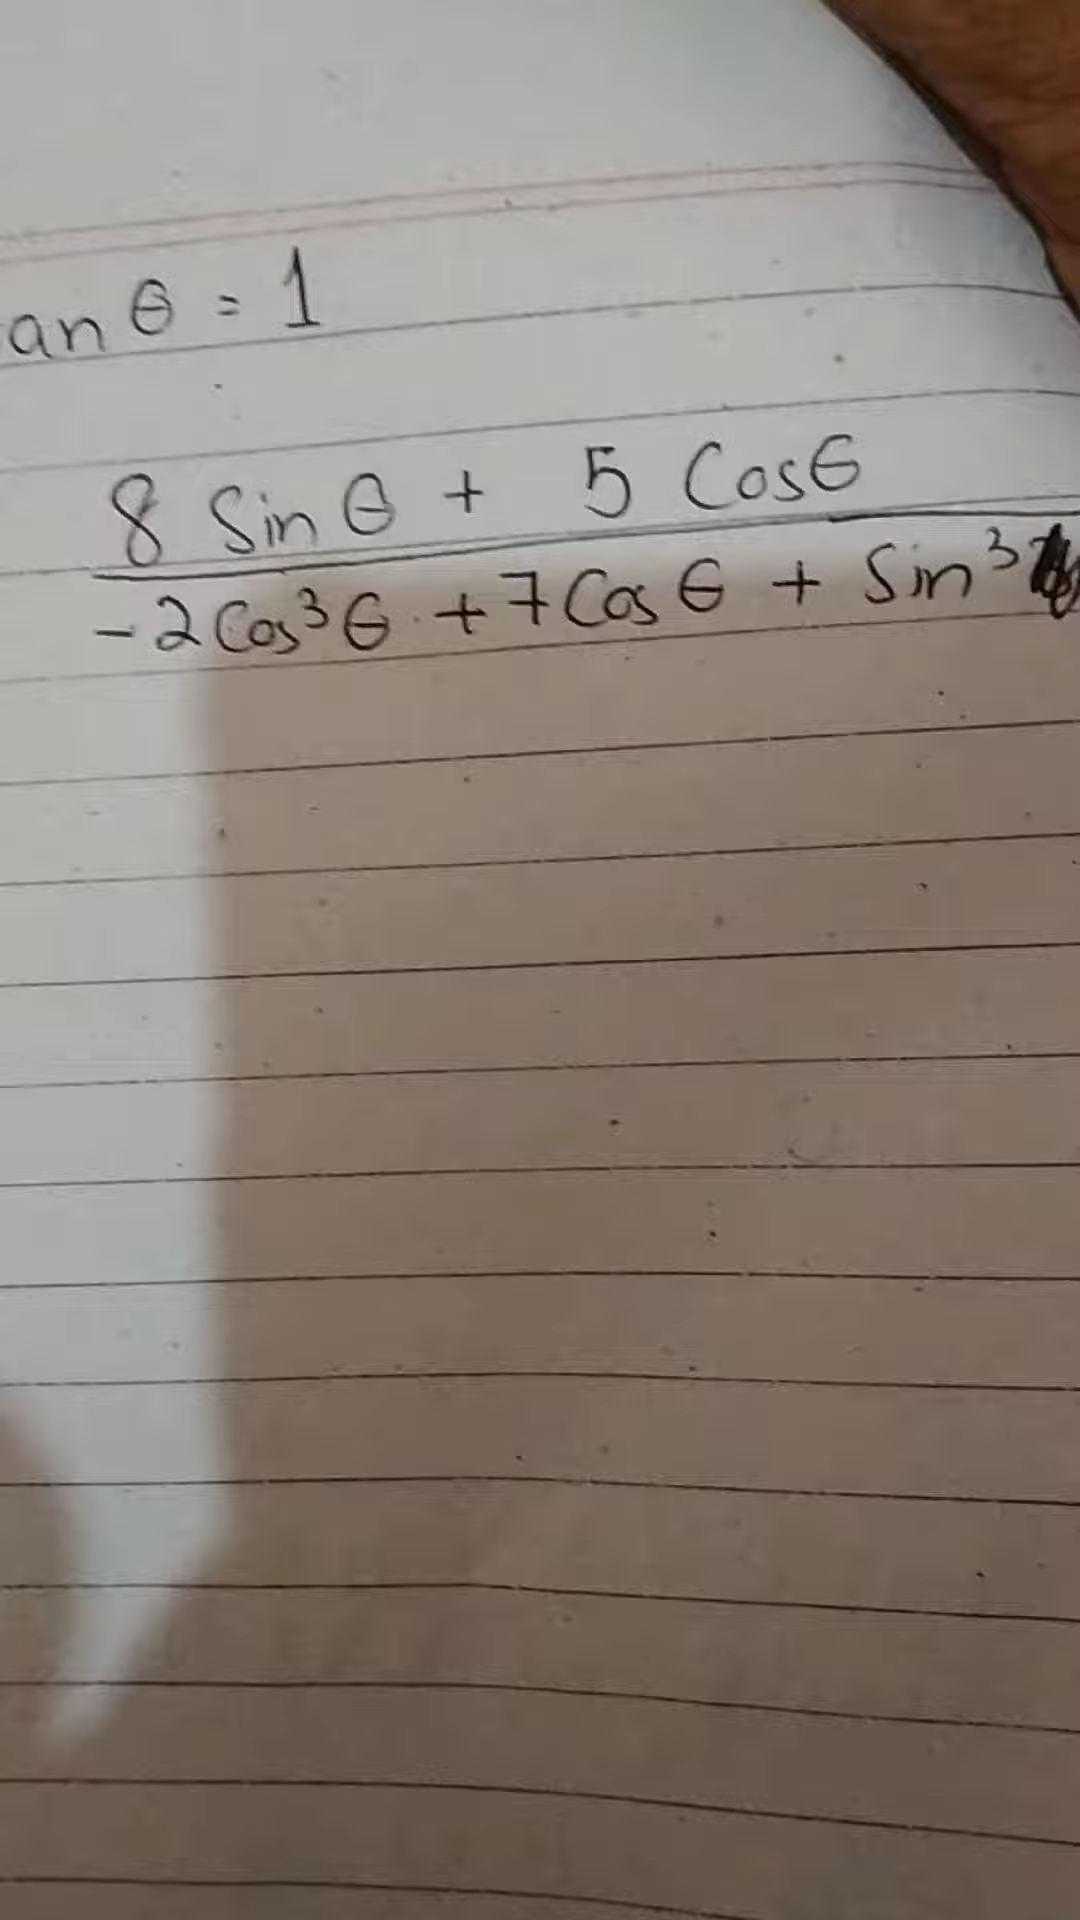 an θ = 1
8 Sin θ + 5 Cosθ
-2Cos³θ + 7Cos θ + Sin³